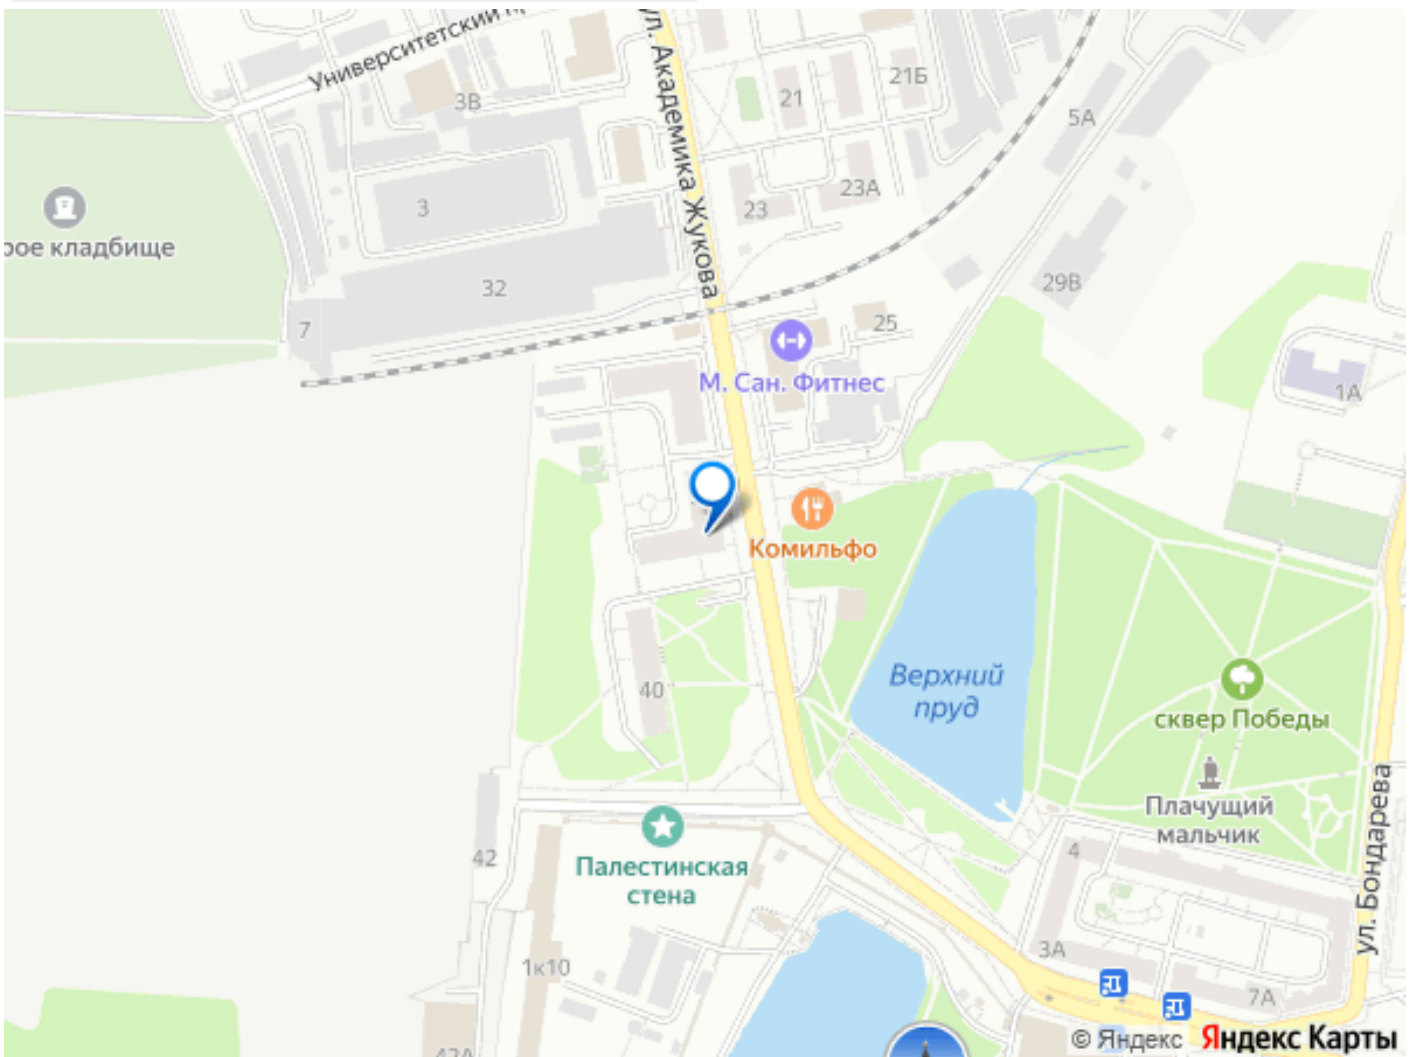 Университетский
ул. Академика Жукова
3В
21
21Б
5А
3
23
23А
рое кладбище
32
7
29В
25
М. Сан. Фитнес
1А
Комильфо
40
Верхний
пруд
сквер Победы
Плачущий
мальчик
ул. Бондарева
Палестинская
стена
42
4
3А
1к10
7А
42А
© Яндекс Яндекс Карты